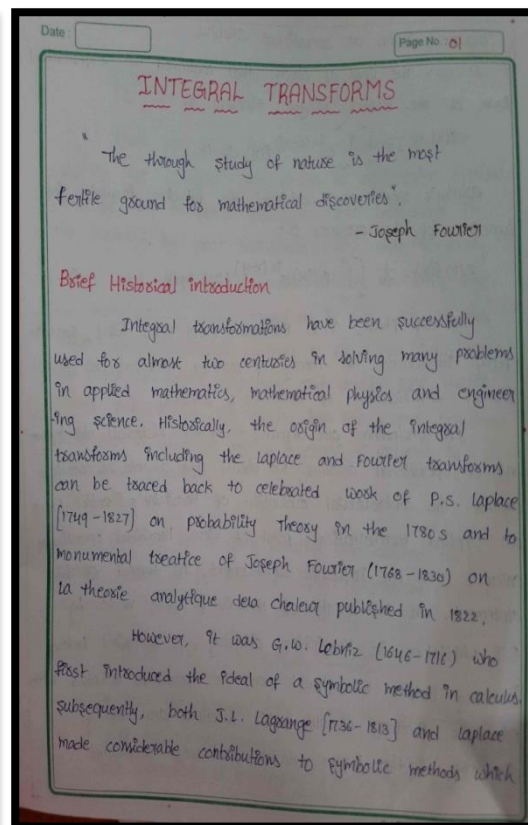 Date :
Page No. : 01
INTEGRAL TRANSFORMS
"The through study of nature is the most
fertile ground for mathematical discoveries".
- Joseph Fourier
Brief Historical introduction
Integral transformations have been successfully
used for almost two centuries in solving many problems
in applied mathematics, mathematical physics and engineer
-ing science. Historically, the origin of the integral
transforms including the laplace and Fourier transforms
can be traced back to celebrated work of P.S. laplace
[1749-1827] on probability Theory in the 1780s and to
monumental treatice of Joseph Fourier (1768-1830) on
la theorie analytique dela chaleur published in 1822.
However, it was G.W. Lebniz (1646-1716) who
first introduced the ideal of a symbolic method in calculus.
subsequently, both J.L. lagrange [1736-1813] and laplace
made considerable contributions to symbolic methods which